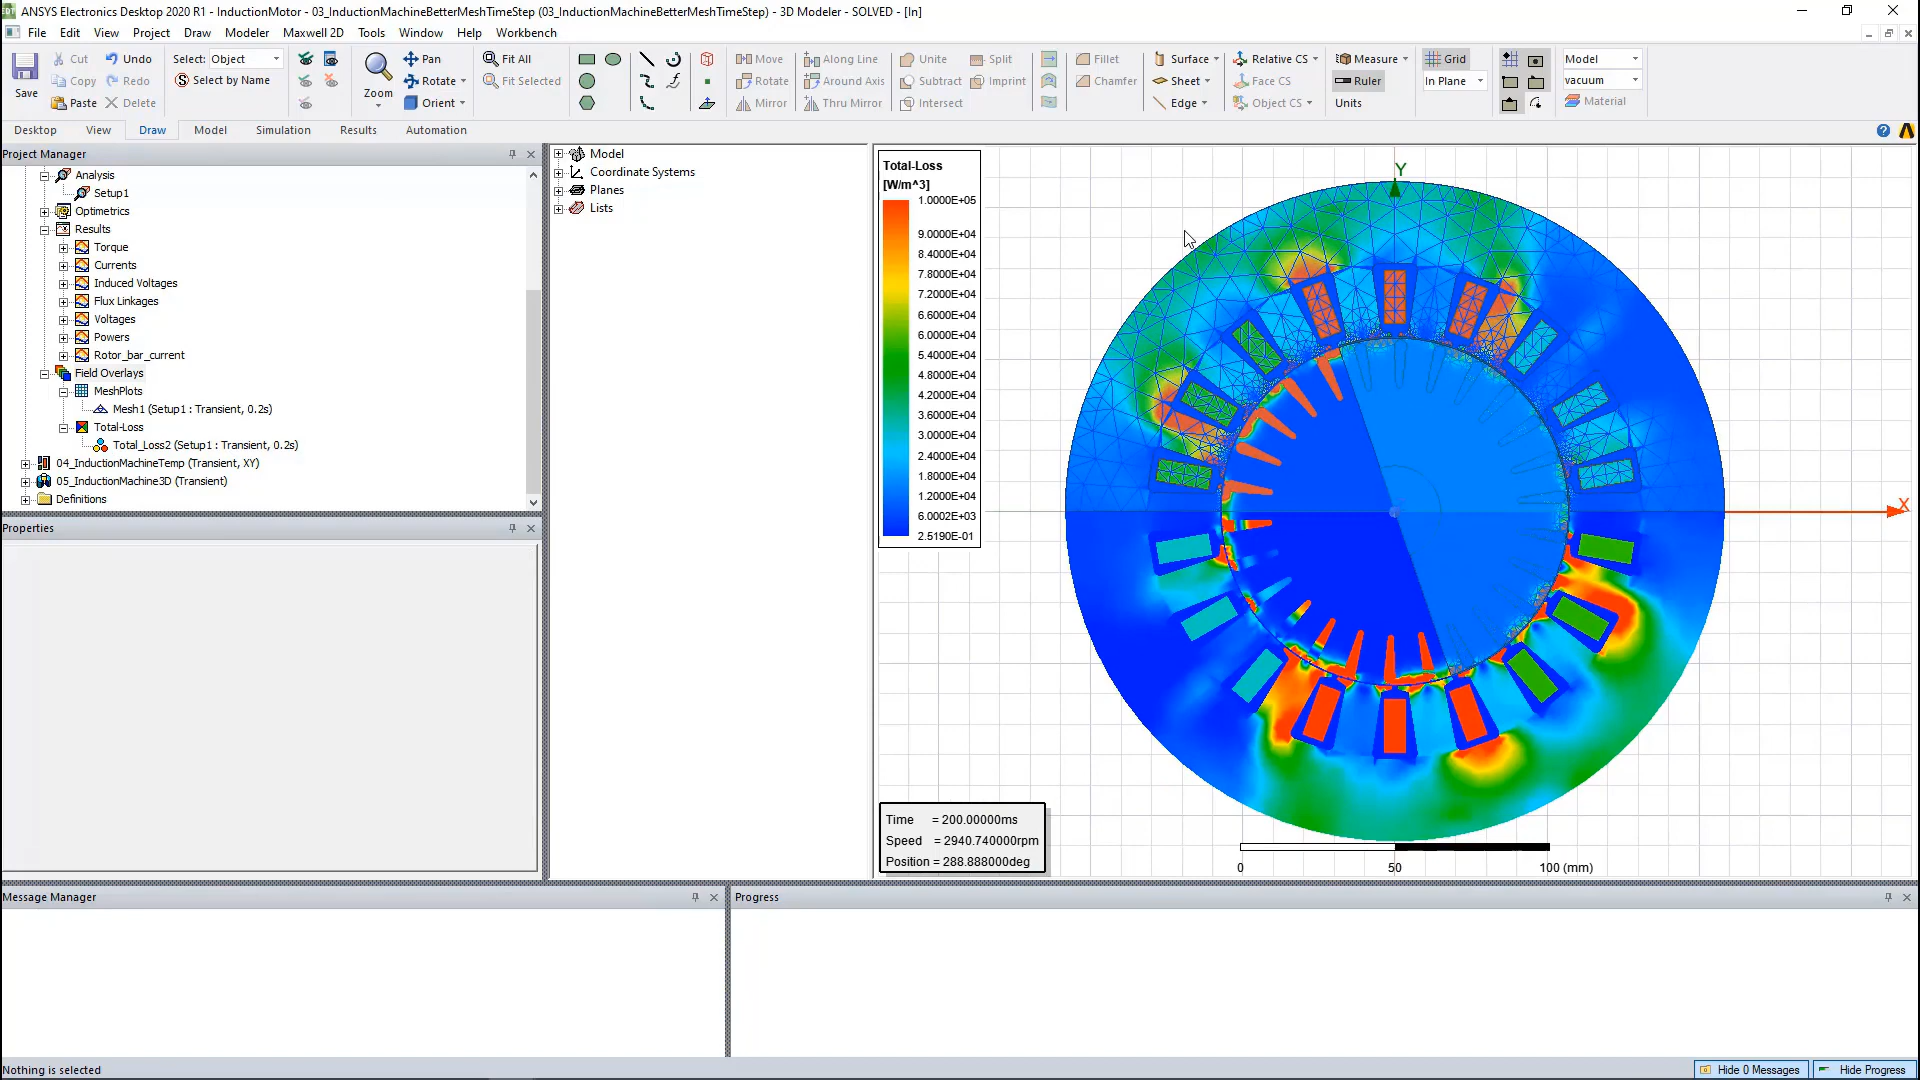 ANSYS Electronics Desktop 2020 R1 - InductionMotor - 03_InductionMachineBetterMeshTimeStep (03_InductionMachineBetterMeshTimeStep) - 3D Modeler - SOLVED - [In]
File Edit View Project Draw Modeler Maxwell 2D Tools Window Help Workbench
Save
Cut
Copy
Paste
Undo
Redo
Delete
Select: Object
Select by Name
Zoom
Pan
Rotate
Orient
Fit All
Fit Selected
Move
Rotate
Mirror
Along Line
Around Axis
Thru Mirror
Unite
Subtract
Intersect
Split
Imprint
Fillet
Chamfer
Surface
Sheet
Edge
Relative CS
Face CS
Object CS
Measure
Ruler
Units
Grid
In Plane
Model
vacuum
Material
Desktop View Draw Model Simulation Results Automation
Project Manager
Analysis
Setup1
Optimetrics
Results
Torque
Currents
Induced Voltages
Flux Linkages
Voltages
Powers
Rotor_bar_current
Field Overlays
MeshPlots
Mesh1 (Setup1 : Transient, 0.2s)
Total-Loss
Total_Loss2 (Setup1 : Transient, 0.2s)
04_InductionMachineTemp (Transient, XY)
05_InductionMachine3D (Transient)
Definitions
Properties
Model
Coordinate Systems
Planes
Lists
Total-Loss
[W/m^3]
1.0000E+05
9.0000E+04
8.4000E+04
7.8000E+04
7.2000E+04
6.6000E+04
6.0000E+04
5.4000E+04
4.8000E+04
4.2000E+04
3.6000E+04
3.0000E+04
2.4000E+04
1.8000E+04
1.2000E+04
6.0002E+03
2.5190E-01
Y
X
Time = 200.00000ms
Speed = 2940.740000rpm
Position = 288.888000deg
0 50 100 (mm)
Message Manager
Progress
Nothing is selected
Hide 0 Messages
Hide Progress